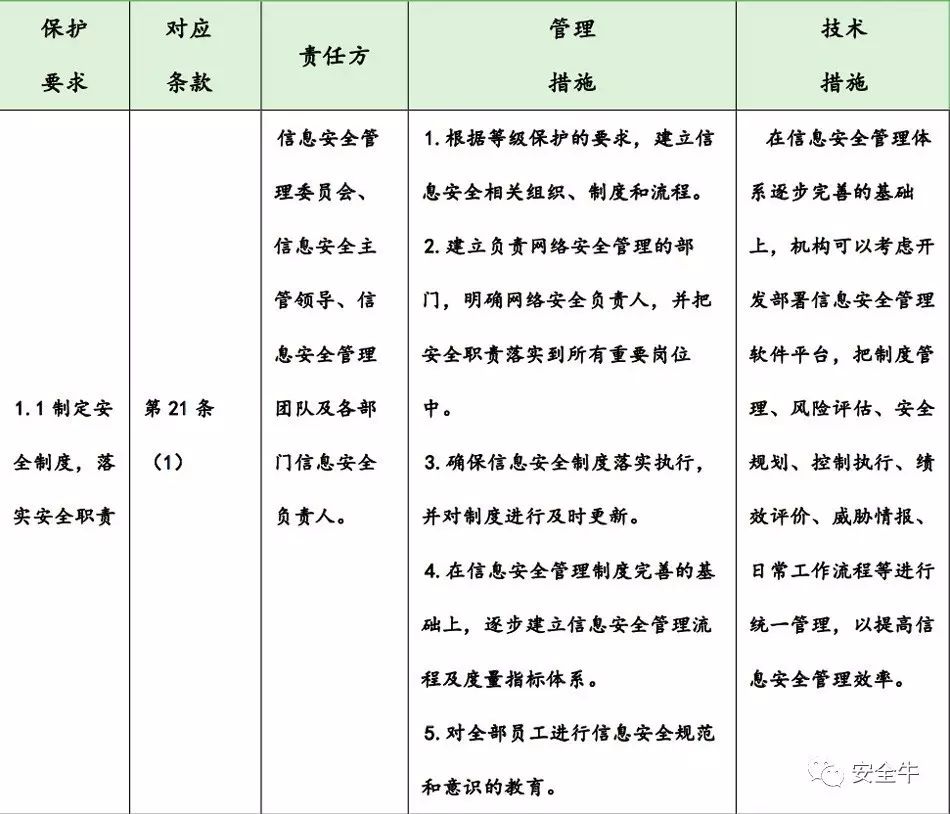 保护
要求
对应
条款
责任方
管理
措施
技术
措施
1.1 制定安
全制度，落
实安全职责
第 21 条
（1）
信息安全管
理委员会、
信息安全主
管领导、信
息安全管理
团队及各部
门信息安全
负责人。
1.根据等级保护的要求，建立信
息安全相关组织、制度和流程。
2.建立负责网络安全管理的部
门，明确网络安全负责人，并把
安全职责落实到所有重要岗位
中。
3.确保信息安全制度落实执行，
并对制度进行及时更新。
4.在信息安全管理制度完善的基
础上，逐步建立信息安全管理流
程及度量指标体系。
5.对全部员工进行信息安全规范
和意识的教育。
在信息安全管理体
系逐步完善的基础
上，机构可以考虑开
发部署信息安全管理
软件平台，把制度管
理、风险评估、安全
规划、控制执行、绩
效评价、威胁情报、
日常工作流程等进行
统一管理，以提高信
息安全管理效率。
安全牛